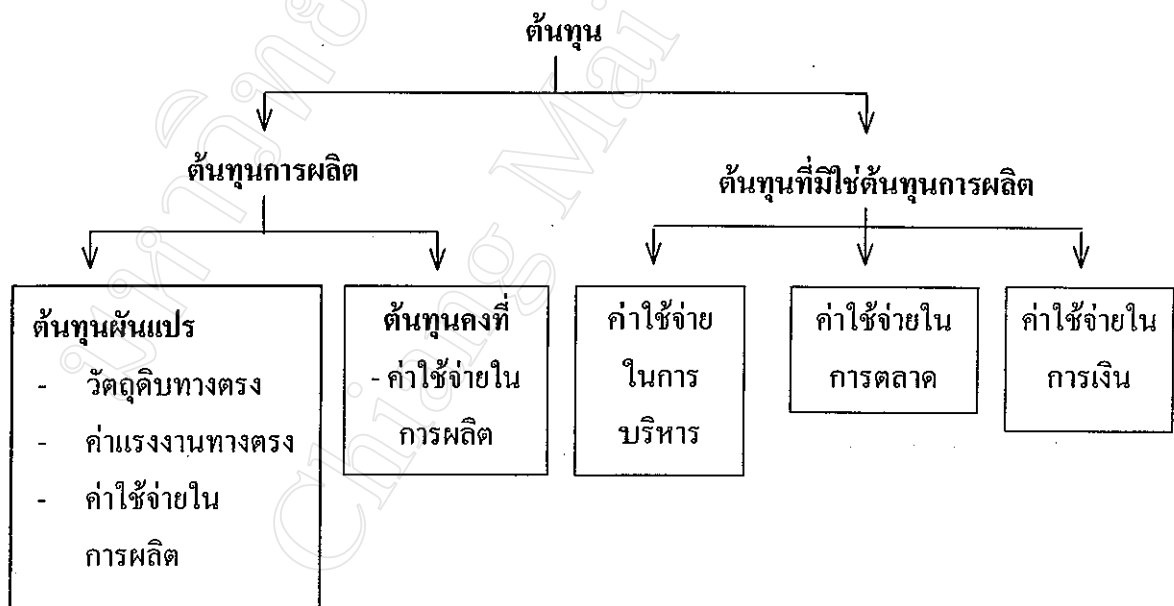 ต้นทุน
ต้นทุนการผลิต
ต้นทุนที่มิใช่ต้นทุนการผลิต
ต้นทุนผันแปร
- วัตถุดิบทางตรง
- ค่าแรงงานทางตรง
- ค่าใช้จ่ายใน
การผลิต
ต้นทุนคงที่
- ค่าใช้จ่ายใน
การผลิต
ค่าใช้จ่าย
ในการ
บริหาร
ค่าใช้จ่ายใน
การตลาด
ค่าใช้จ่ายใน
การเงิน
Chiang Mai